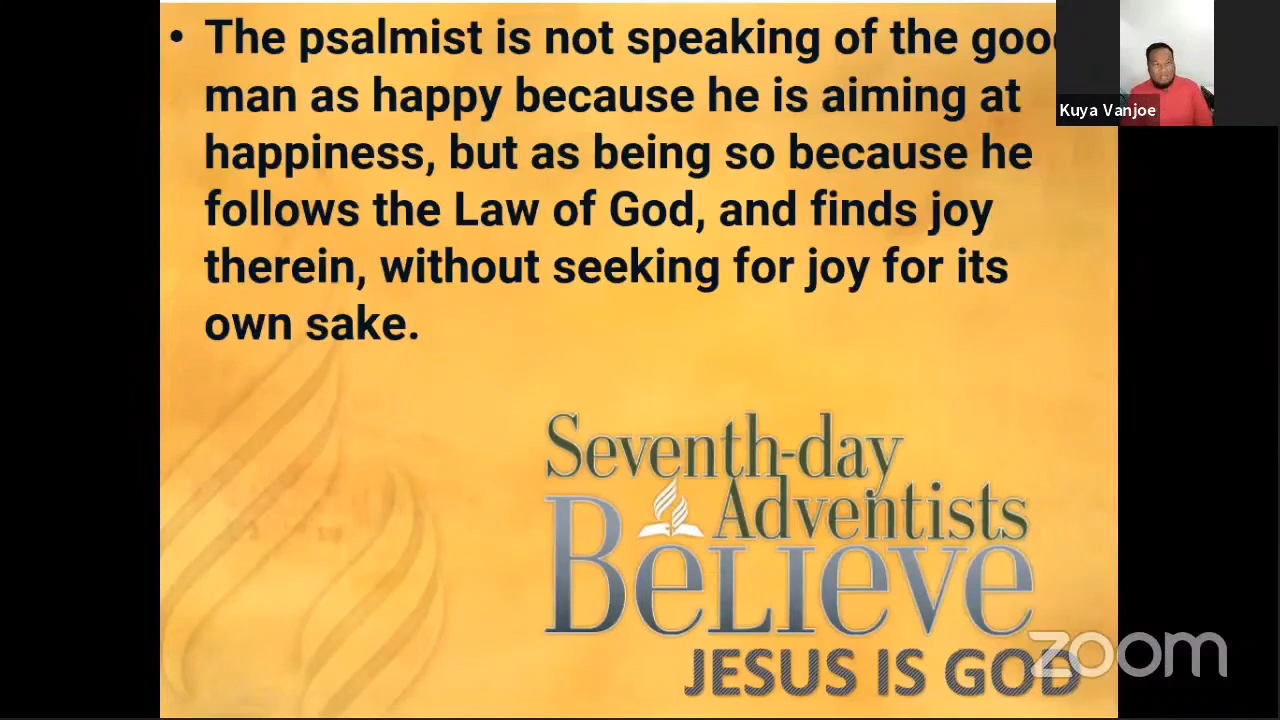 • The psalmist is not speaking of the good
man as happy because he is aiming at
happiness, but as being so because he
follows the Law of God, and finds joy
therein, without seeking for joy for its
own sake.
Kuya Vanjoe
Seventh-day
Adventists
BeLIeve
JESUS IS GOD
zoom